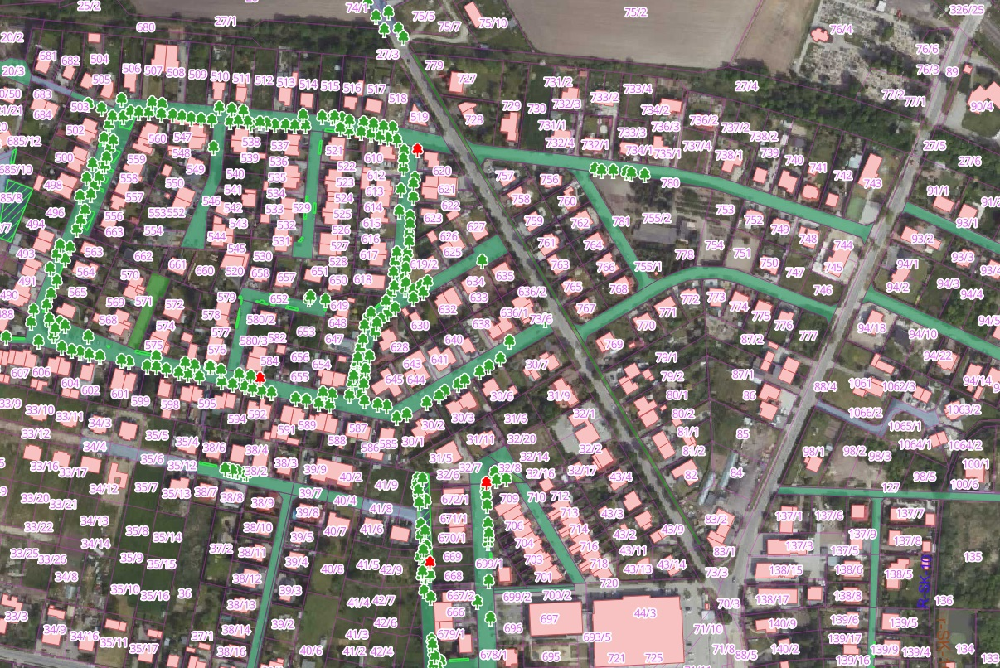 25/2 27/1 680 74/1 75/5 75/7 75/10 75/2 76/4 326/25
20/2 681 682 504 27/3 76/6
20/3 505 506 507 508 509 510 511 512 513 514 515 516 517 518 779 727 731/2 733/4 27/4 76/3 89
683 503 519 729 730 732/3 733/2 734/2 736/2 77/2 77/1 90/4
684 502 560 547 538 537 728 731/1 733/3 736/3 737/2 738/2
685/12 500 559 548 539 536 521 610 620 732/4 732/1 734/1 735/1 737/4 738/1 739 740 741 742 743 27/5 27/6
685/10 498 558 549 550 540 535 522 612 621 757 756 780 91/1
496 557 553 552 546 541 534 523 613 622 758 760 753 752 755/2
494 556 554 542 533 529 524 614 623 759 762 781 749 748 93/1
663 544 543 532 525 615 627 93/2
493 563 662 545 531 526 616 626 761 764 778 754 751 744 93/3
491 564 661 660 520 530 527 617 625 763 766 755/1 750 745 94/1
490 565 570 658 657 651 528 619/2 635 765 768 747 746 94/2 94/3
569 571 572 579 652 650 618 634 633 636/2 767 772 773 774 94/4
568 578 580/2 649 648 632 636/1 73/6 771 775 776 777 94/18
575 574 577 580/3 582 653 647 630 638 770 769 87/2 94/10
607 606 576 584 656 654 628 640 641 643 30/7 79/1 87/1 94/22
604 602 601 599 598 595 655 645 644 30/6 31/9 79/2 86 88/4 1061 1062/3 94/14
33/10 33/11 594 592 591 589 587 30/3 31/6 32/1 80/1 80/2 1066/2 1063/2
33/12 34/3 35/5 35/4 588 586 585 30/2 30/1 31/11 32/20 32/2 81/1 85 1065/1
34/4 35/6 38/6 38/4 31/5 32/14 81/2 98/1 98/2 98/3 1064/1 1064/2
33/16 33/17 35/12 38/2 38/3 39/9 40/2 32/6 32/7 32/8 32/16 32/17 43/4 82 84 98/5 100/1
34/12 35/7 35/13 38/7 38/8 38/9 39/7 40/4 41/9 672/1 709 710 712 127 100/6
33/20 33/21 39/8 41/8 671/1 713 43/3 43/9 83/2 137/1 137/6 137/7
33/22 34/13 35/8 35/14 38/10 39/5 40/7 41/6 670/1 706 714 43/2 137/9
34/14 37/2 38/11 669 704 716 43/11 83/1 137/3 137/5 137/8
33/25 33/26 35/9 35/15 39/4 40/8 41/5 42/9 668 699/1 703 718 43/13 43/14 138/15 138/6 138/5 135
34/8 35/10 35/16 36 38/12 39/3 667/2 701 720 73/3
33/3 38/13 41/4 42/7 666 699/2 700/2 44/3 70/3 138/17 138/8 R-SK-II 136
34/9 34/16 35/11 35/17 37/1 38/14 39/2 41/3 42/6 679/1 696 697 693/5 71/10 140/9 139/6 139/5
38/16 40/6 41/2 42/4 678/1 695 721 725 71/8 88/5 140/2 139/17 139/16 139/9 139/4 134